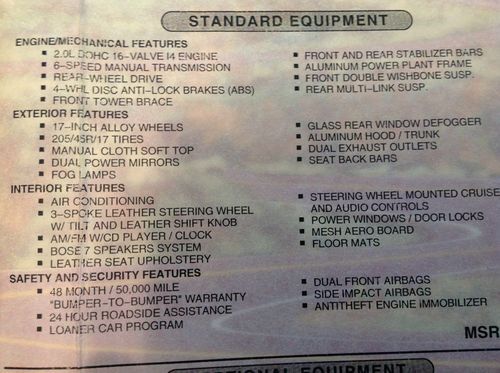 STANDARD EQUIPMENT
ENGINE/MECHANICAL FEATURES
▪ 2.0L DOHC 16-VALVE I4 ENGINE
▪ 6-SPEED MANUAL TRANSMISSION
▪ REAR-WHEEL DRIVE
▪ 4-WHL DISC ANTI-LOCK BRAKES (ABS)
▪ FRONT TOWER BRACE
▪ FRONT AND REAR STABILIZER BARS
▪ ALUMINUM POWER PLANT FRAME
▪ FRONT DOUBLE WISHBONE SUSP.
▪ REAR MULTI-LINK SUSP.
EXTERIOR FEATURES
▪ 17-INCH ALLOY WHEELS
▪ 205/45R/17 TIRES
▪ MANUAL CLOTH SOFT TOP
▪ DUAL POWER MIRRORS
▪ FOG LAMPS
▪ GLASS REAR WINDOW DEFOGGER
▪ ALUMINUM HOOD / TRUNK
▪ DUAL EXHAUST OUTLETS
▪ SEAT BACK BARS
INTERIOR FEATURES
▪ AIR CONDITIONING
▪ 3-SPOKE LEATHER STEERING WHEEL
W/ TILT AND LEATHER SHIFT KNOB
▪ AM/FM W/CD PLAYER / CLOCK
▪ BOSE 7 SPEAKERS SYSTEM
▪ LEATHER SEAT UPHOLSTERY
▪ STEERING WHEEL MOUNTED CRUISE
AND AUDIO CONTROLS
▪ POWER WINDOWS / DOOR LOCKS
▪ MESH AERO BOARD
▪ FLOOR MATS
SAFETY AND SECURITY FEATURES
▪ 48 MONTH / 50,000 MILE
"BUMPER-TO-BUMPER" WARRANTY
▪ 24 HOUR ROADSIDE ASSISTANCE
▪ LOANER CAR PROGRAM
▪ DUAL FRONT AIRBAGS
▪ SIDE IMPACT AIRBAGS
▪ ANTITHEFT ENGINE IMMOBILIZER
MSR
EQUIPMENT